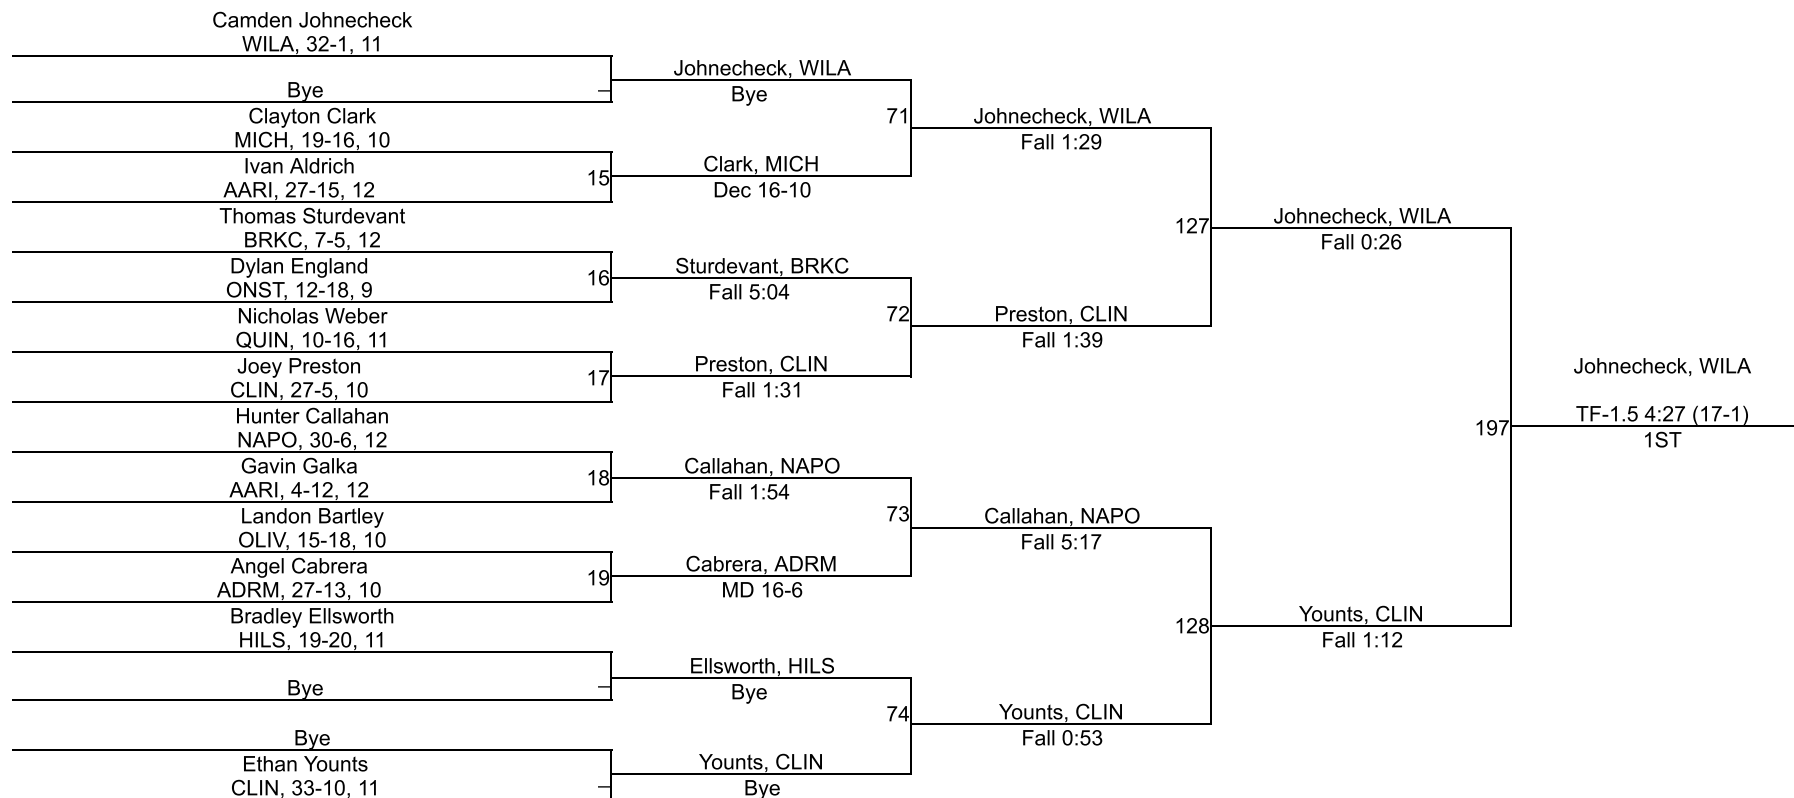 Camden Johnecheck
WILA, 32-1, 11
Bye
Clayton Clark
MICH, 19-16, 10
Ivan Aldrich
AARI, 27-15, 12
Thomas Sturdevant
BRKC, 7-5, 12
Dylan England
ONST, 12-18, 9
Nicholas Weber
QUIN, 10-16, 11
Joey Preston
CLIN, 27-5, 10
Hunter Callahan
NAPO, 30-6, 12
Gavin Galka
AARI, 4-12, 12
Landon Bartley
OLIV, 15-18, 10
Angel Cabrera
ADRM, 27-13, 10
Bradley Ellsworth
HILS, 19-20, 11
Bye
Bye
Ethan Younts
CLIN, 33-10, 11
15
16
17
18
19
Johnecheck, WILA
Bye
Clark, MICH
Dec 16-10
Sturdevant, BRKC
Fall 5:04
Preston, CLIN
Fall 1:31
Callahan, NAPO
Fall 1:54
Cabrera, ADRM
MD 16-6
Ellsworth, HILS
Bye
Younts, CLIN
Bye
71
72
73
74
Johnecheck, WILA
Fall 1:29
Preston, CLIN
Fall 1:39
Callahan, NAPO
Fall 5:17
Younts, CLIN
Fall 0:53
127
128
Johnecheck, WILA
Fall 0:26
Younts, CLIN
Fall 1:12
197
Johnecheck, WILA
TF-1.5 4:27 (17-1)
1ST